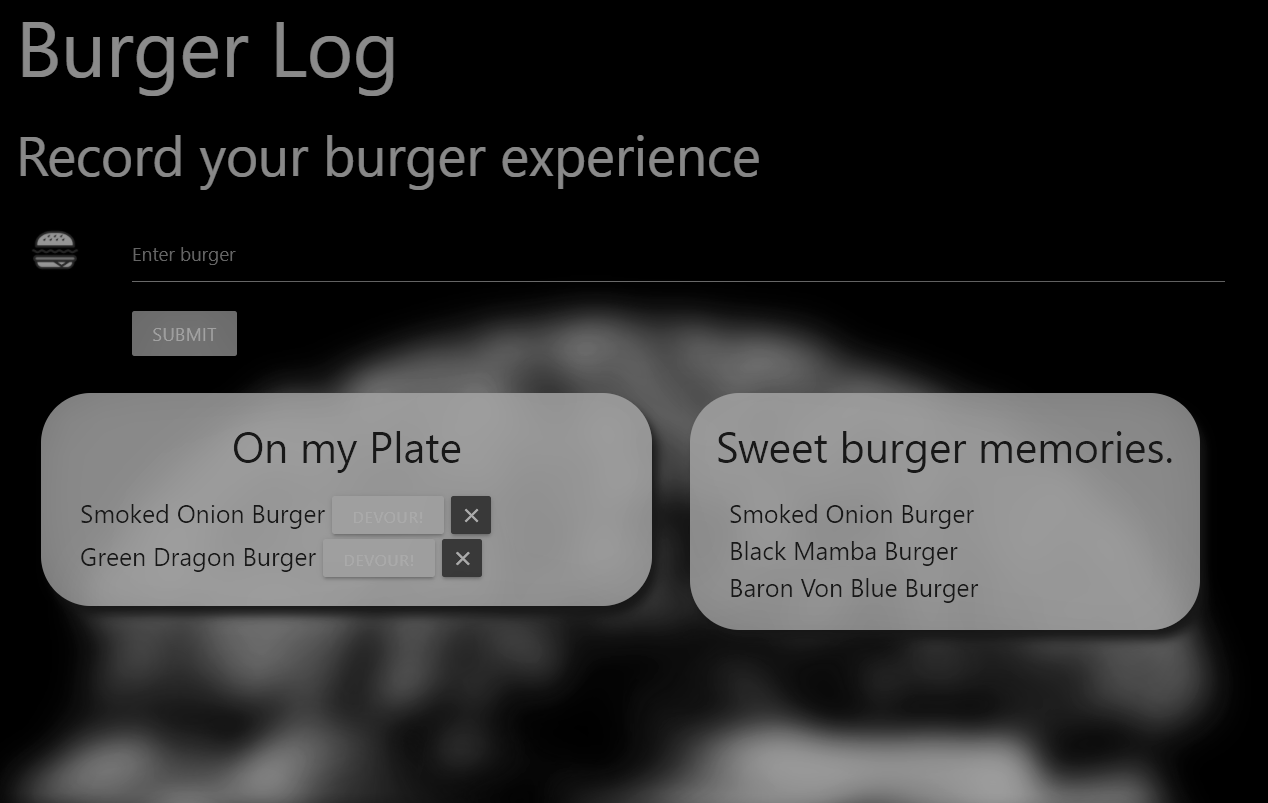 Burger Log
Record your burger experience
Enter burger
SUBMIT
On my Plate
Smoked Onion Burger DEVOUR! ✕
Green Dragon Burger DEVOUR! ✕
Sweet burger memories.
Smoked Onion Burger
Black Mamba Burger
Baron Von Blue Burger